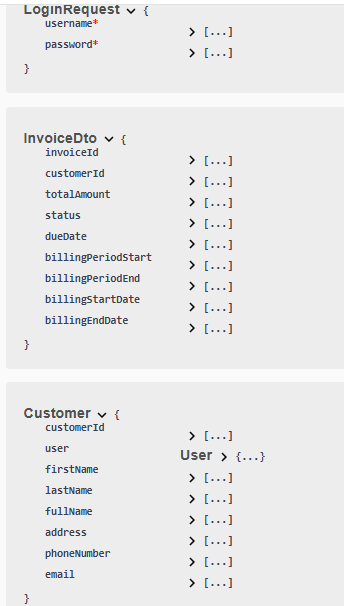 LoginRequest {
username* > [...]
password* > [...]
}
InvoiceDto {
invoiceId > [...]
customerId > [...]
totalAmount > [...]
status > [...]
dueDate > [...]
billingPeriodStart > [...]
billingPeriodEnd > [...]
billingStartDate > [...]
billingEndDate > [...]
}
Customer {
customerId > [...]
user User > {...}
firstName > [...]
lastName > [...]
fullName > [...]
address > [...]
phoneNumber > [...]
email > [...]
}